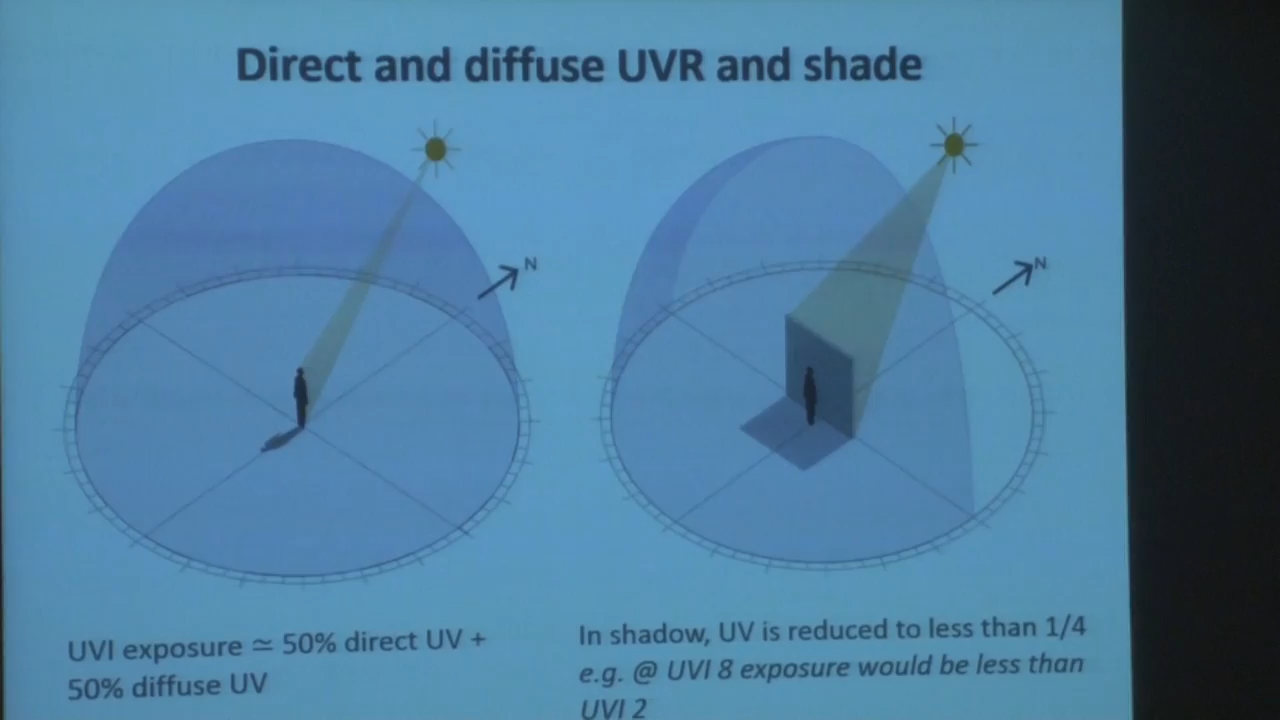 Direct and diffuse UVR and shade
N
N
UVI exposure ≃ 50% direct UV +
50% diffuse UV
In shadow, UV is reduced to less than 1/4
e.g. @ UVI 8 exposure would be less than
UVI 2